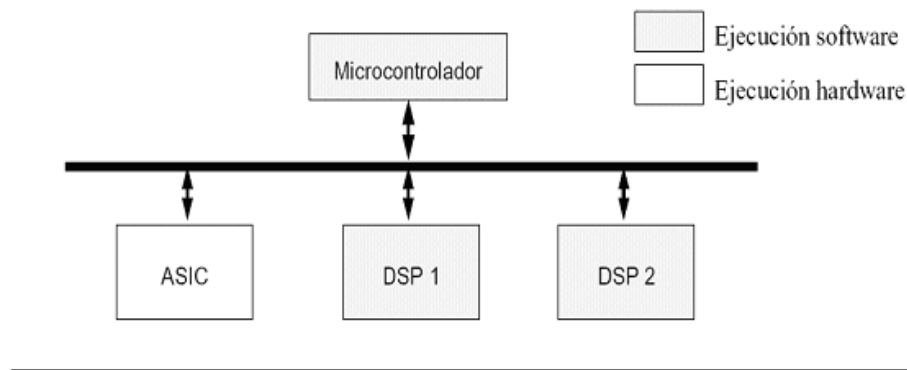 Microcontrolador
Ejecución software
Ejecución hardware
ASIC
DSP 1
DSP 2